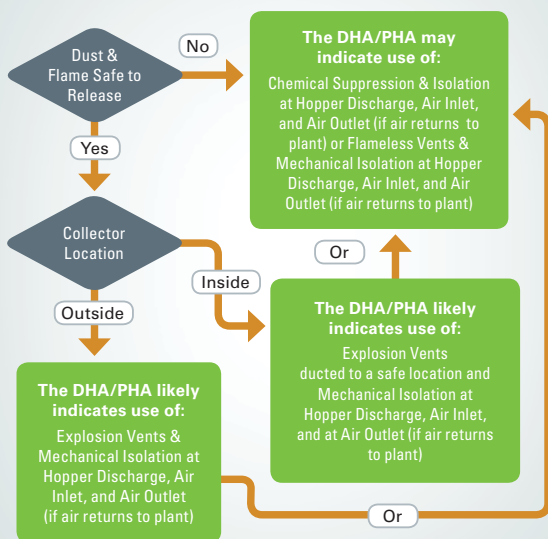 Dust &
Flame Safe to
Release
No
The DHA/PHA may
indicate use of:
Chemical Suppression & Isolation
at Hopper Discharge, Air Inlet,
and Air Outlet (if air returns to
plant) or Flameless Vents &
Mechanical Isolation at Hopper
Discharge, Air Inlet, and Air
Outlet (if air returns to plant)
Yes
Collector
Location
Or
Inside
Outside
The DHA/PHA likely
indicates use of:
Explosion Vents
ducted to a safe location and
Mechanical Isolation at
Hopper Discharge, Air Inlet,
and at Air Outlet (if air returns
to plant)
The DHA/PHA likely
indicates use of:
Explosion Vents &
Mechanical Isolation at
Hopper Discharge, Air
Inlet, and Air Outlet
(if air returns to plant)
Or